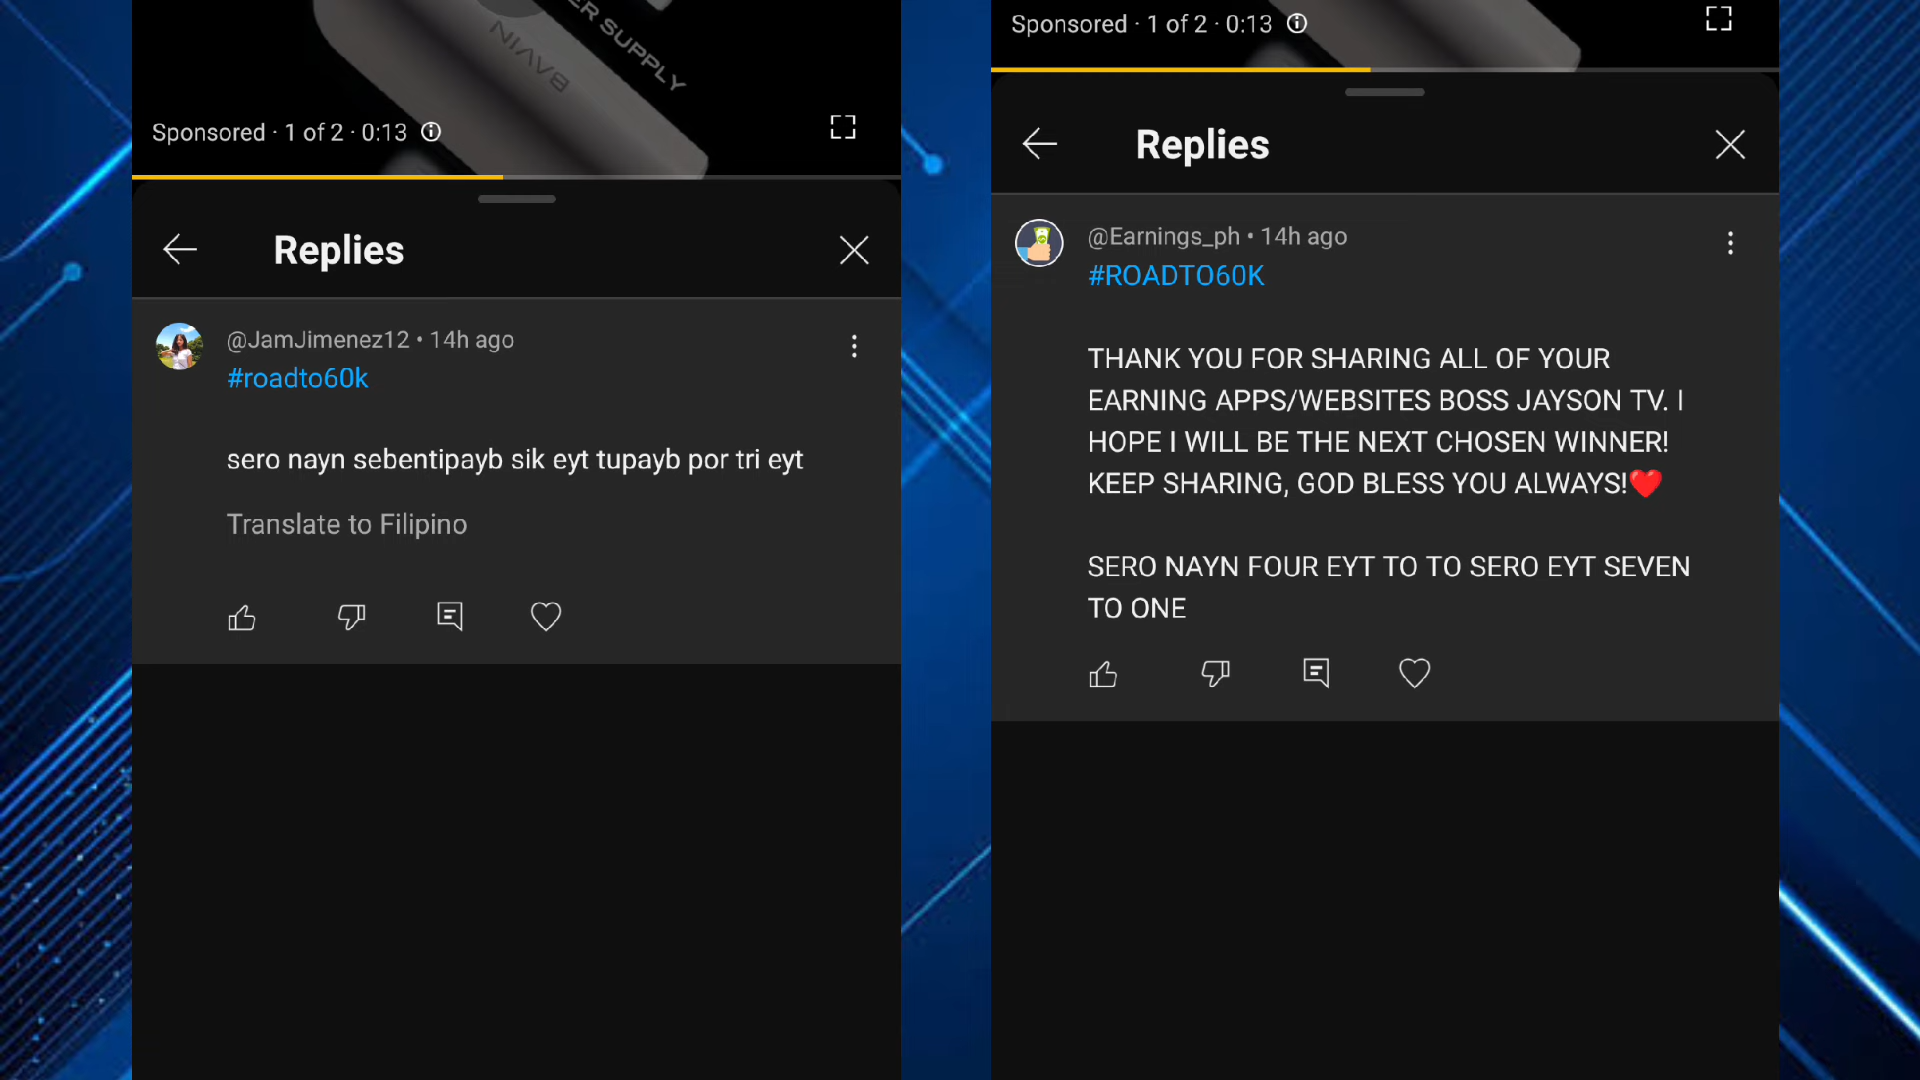 ER SUPPLY
BAVIN
Sponsored · 1 of 2 · 0:13
Replies
@JamJimenez12 • 14h ago
#roadto60k
sero nayn sebentipayb sik eyt tupayb por tri eyt
Translate to Filipino
Sponsored · 1 of 2 · 0:13
Replies
@Earnings_ph • 14h ago
#ROADTO60K
THANK YOU FOR SHARING ALL OF YOUR
EARNING APPS/WEBSITES BOSS JAYSON TV. I
HOPE I WILL BE THE NEXT CHOSEN WINNER!
KEEP SHARING, GOD BLESS YOU ALWAYS!❤️
SERO NAYN FOUR EYT TO TO SERO EYT SEVEN
TO ONE